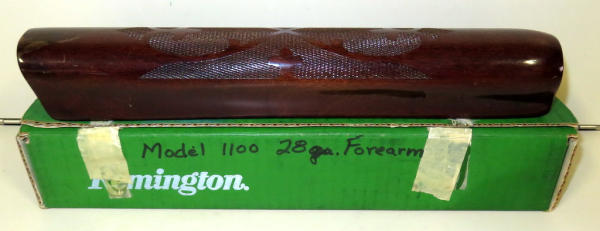 Model 1100 28ga. Forearm
Remington.